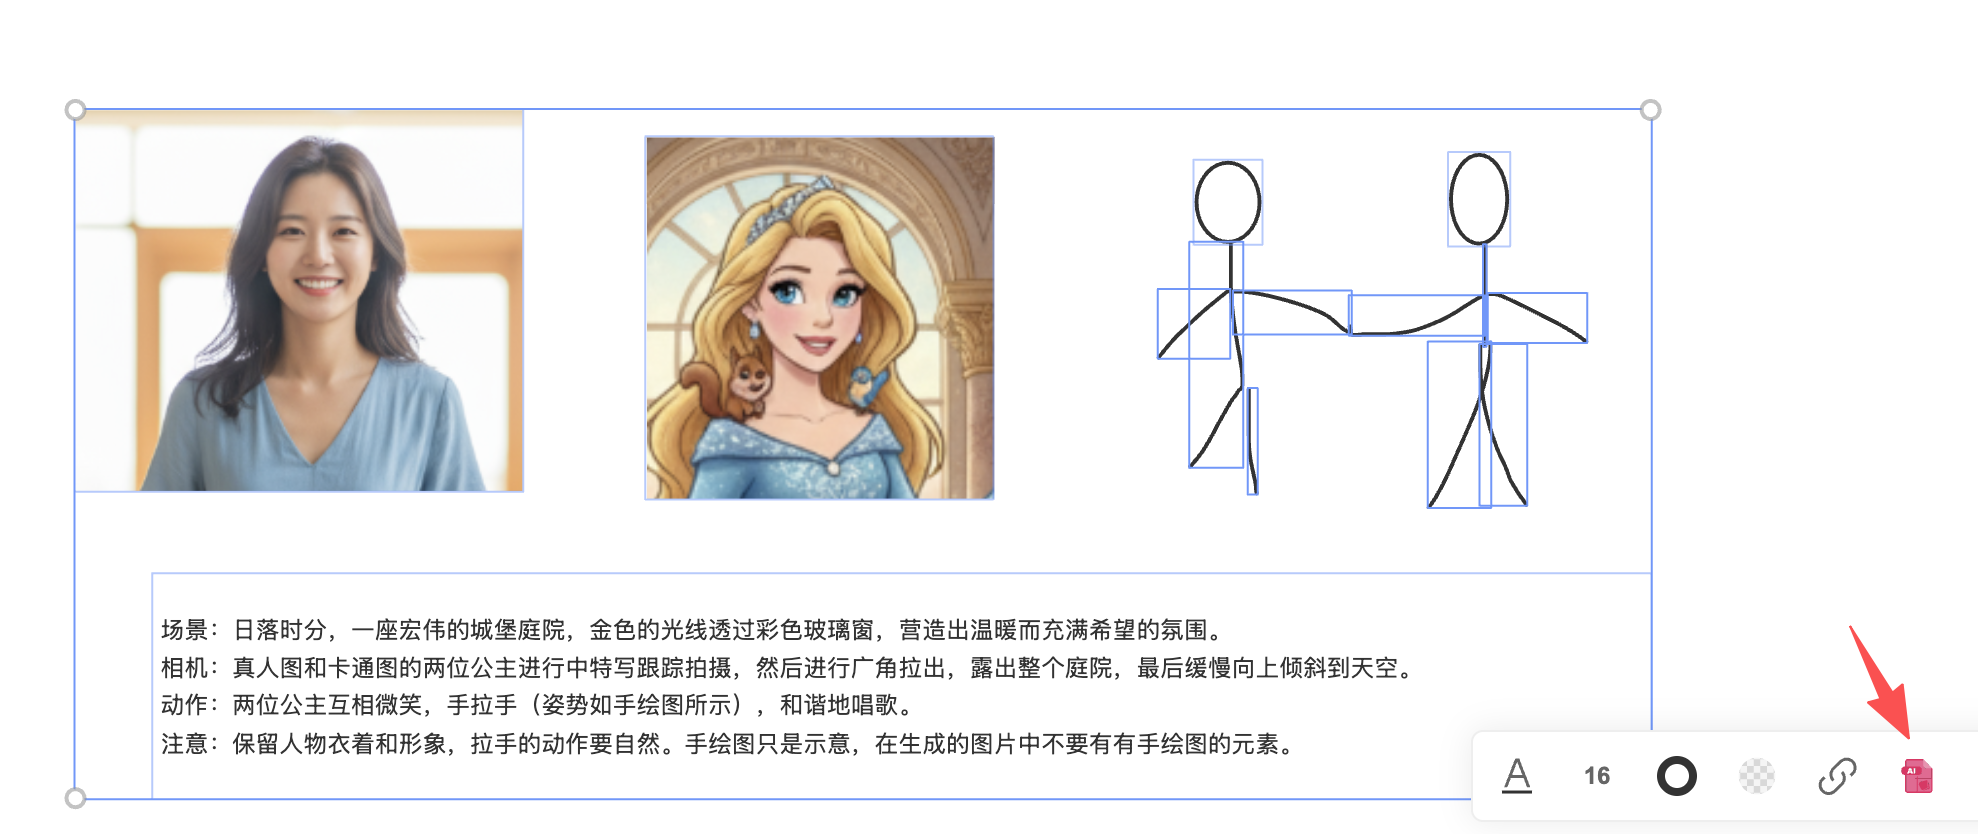 场景：日落时分，一座宏伟的城堡庭院，金色的光线透过彩色玻璃窗，营造出温暖而充满希望的氛围。
相机：真人图和卡通图的两位公主进行中特写跟踪拍摄，然后进行广角拉出，露出整个庭院，最后缓慢向上倾斜到天空。
动作：两位公主互相微笑，手拉手（姿势如手绘图所示），和谐地唱歌。
注意：保留人物衣着和形象，拉手的动作要自然。手绘图只是示意，在生成的图片中不要有有手绘图的元素。
A 16 AI